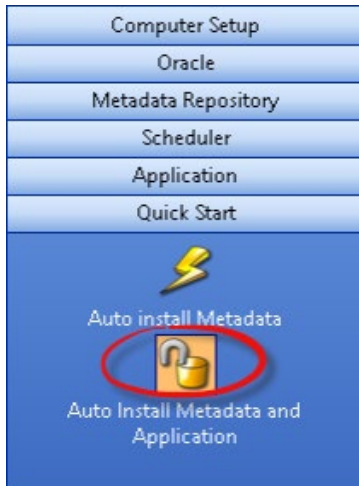 Computer Setup
Oracle
Metadata Repository
Scheduler
Application
Quick Start
Auto install Metadata
Auto Install Metadata and
Application